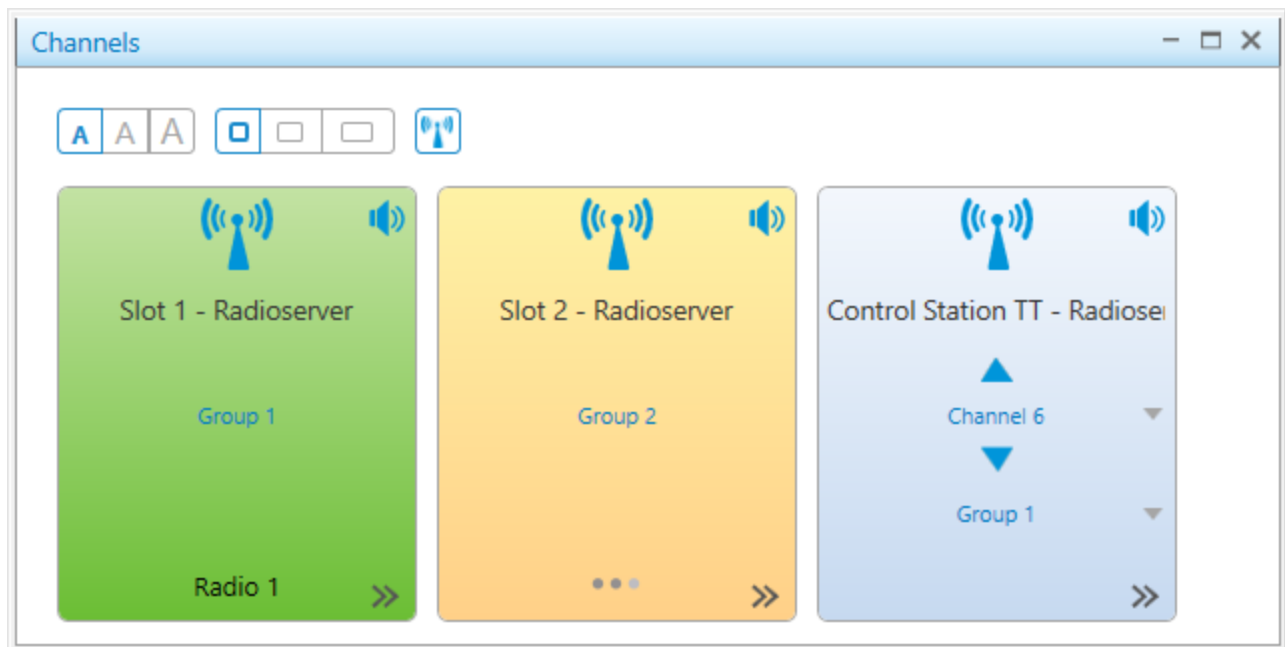 Channels
A A A
Slot 1 - Radioserver
Group 1
Radio 1
Slot 2 - Radioserver
Group 2
Control Station TT - Radioser
Channel 6
Group 1